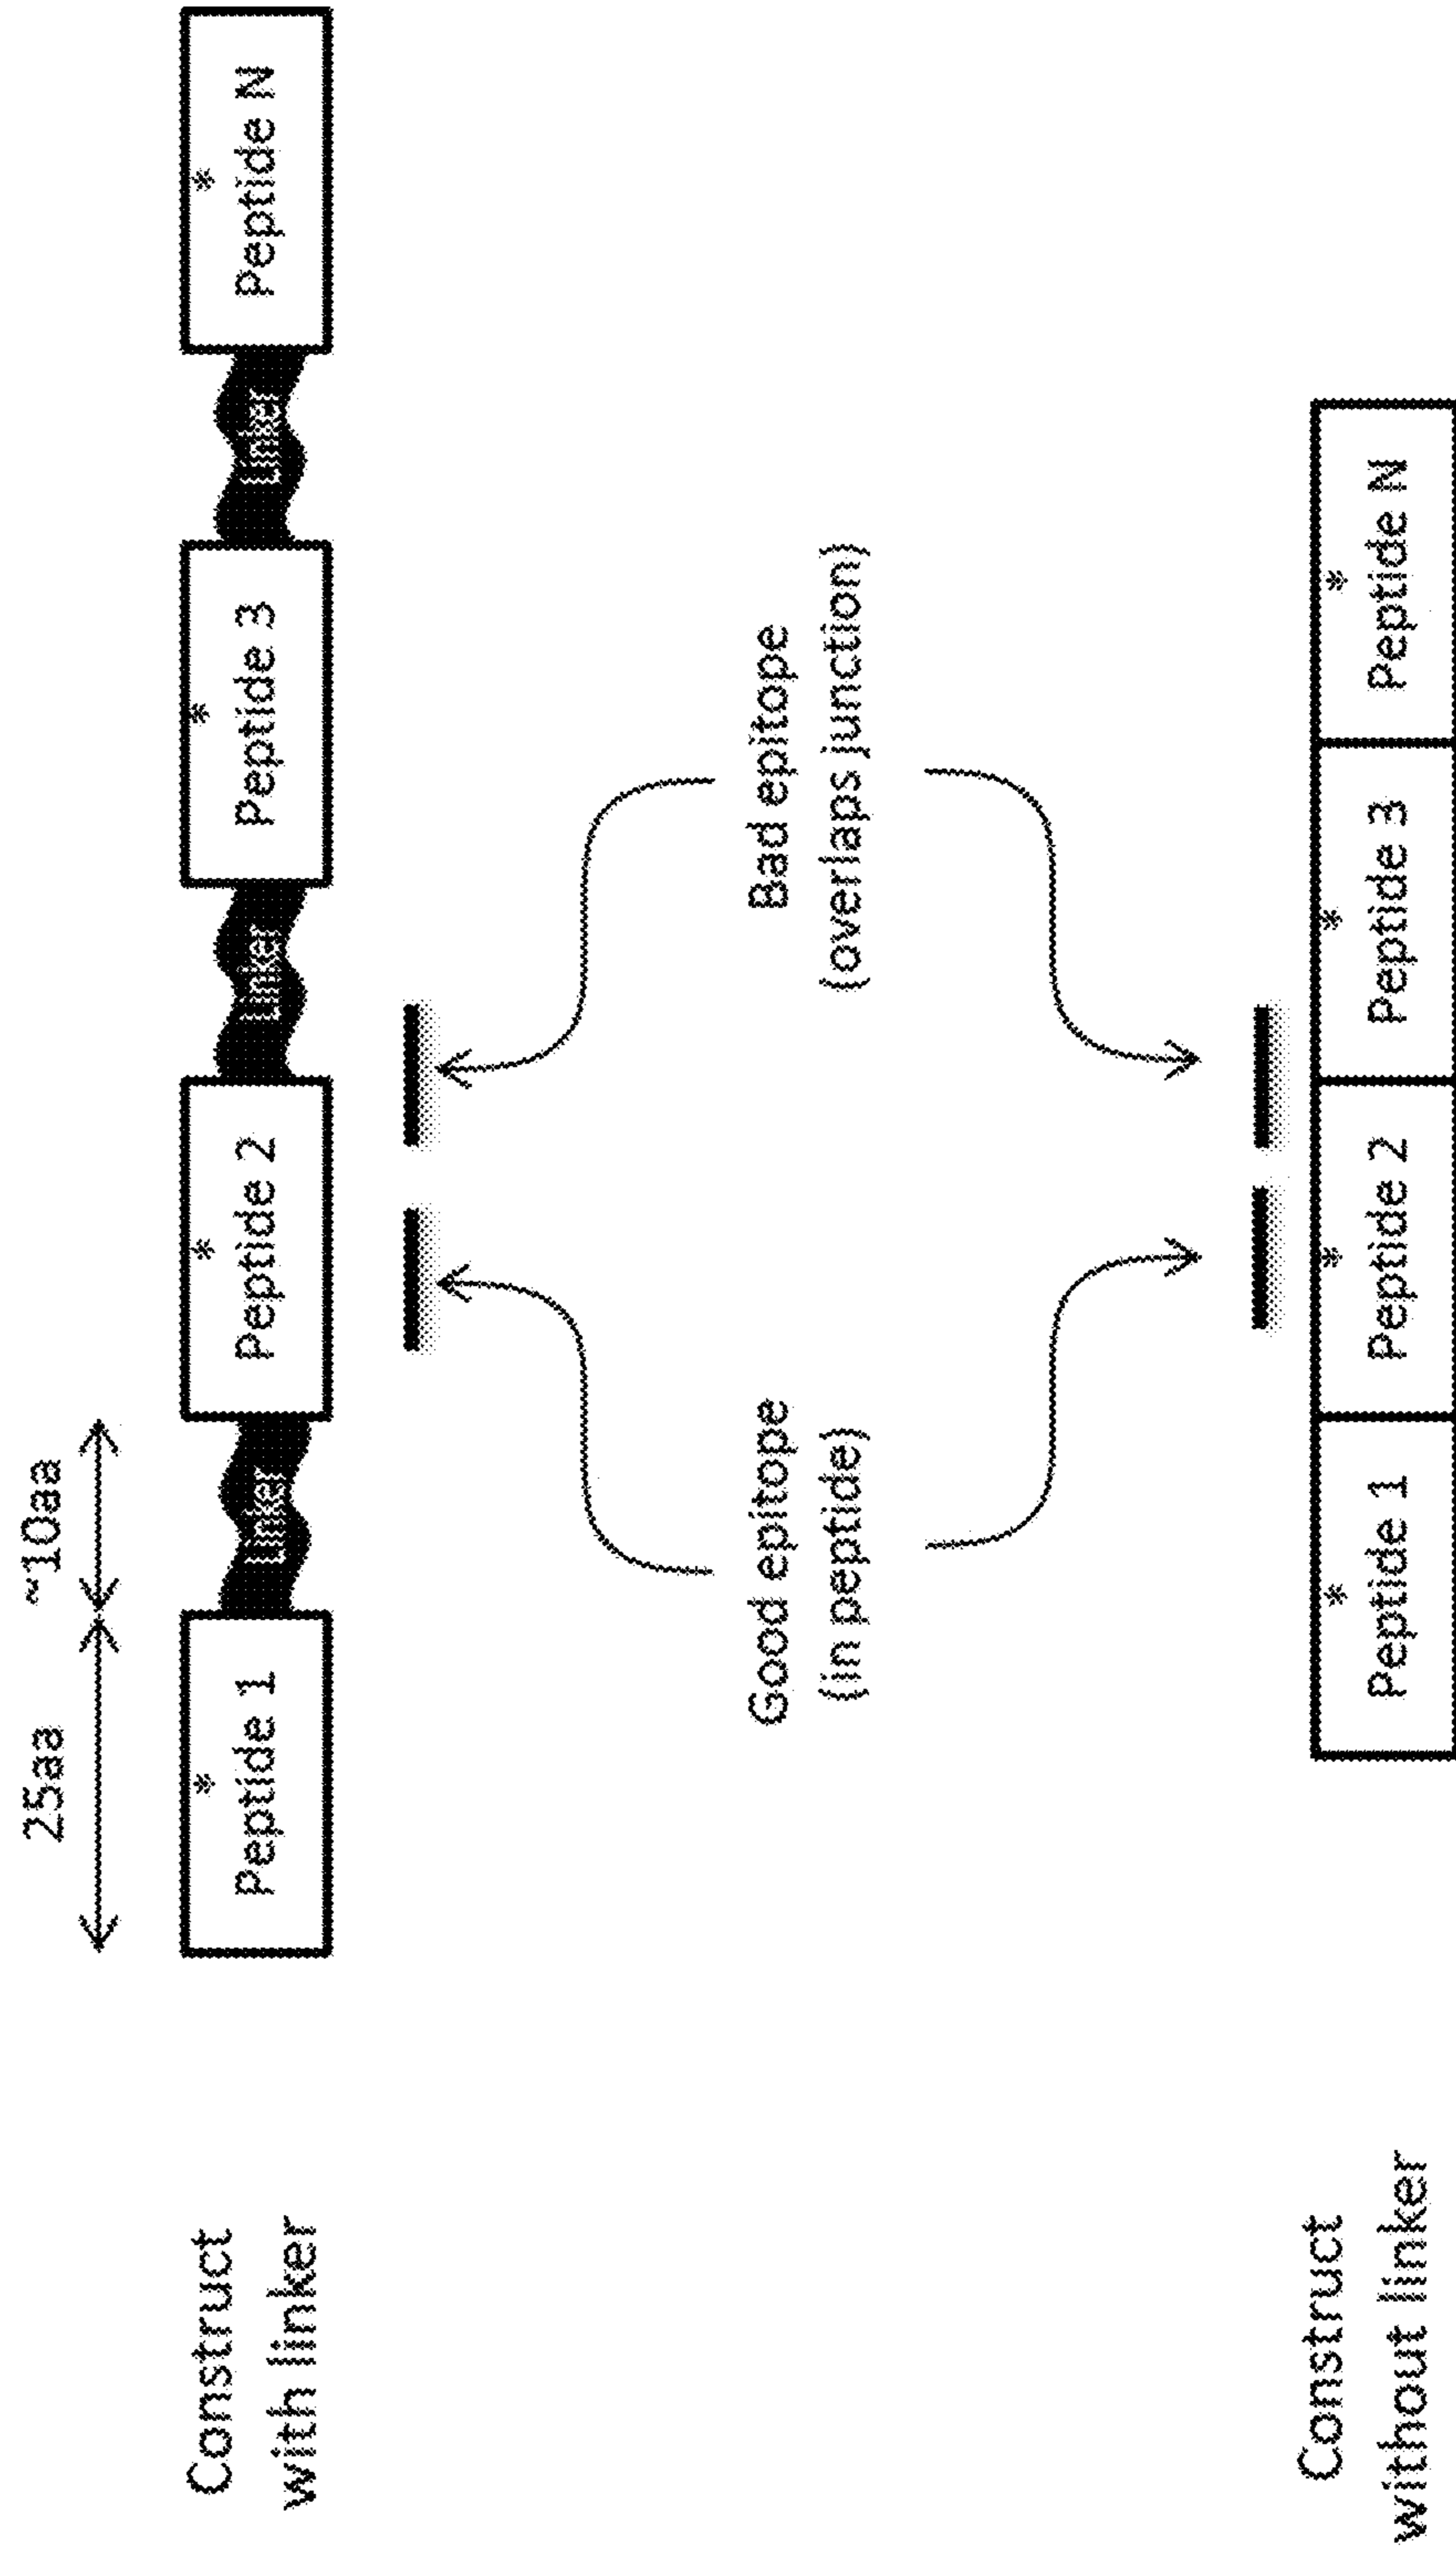 25aa
~10aa
Construct
with linker
*
Peptide 1
linker
*
Peptide 2
linker
*
Peptide 3
linker
*
Peptide N
Good epitope
(in peptide)
Bad epitope
(overlaps junction)
Construct
without linker
*
Peptide 1
*
Peptide 2
*
Peptide 3
*
Peptide N